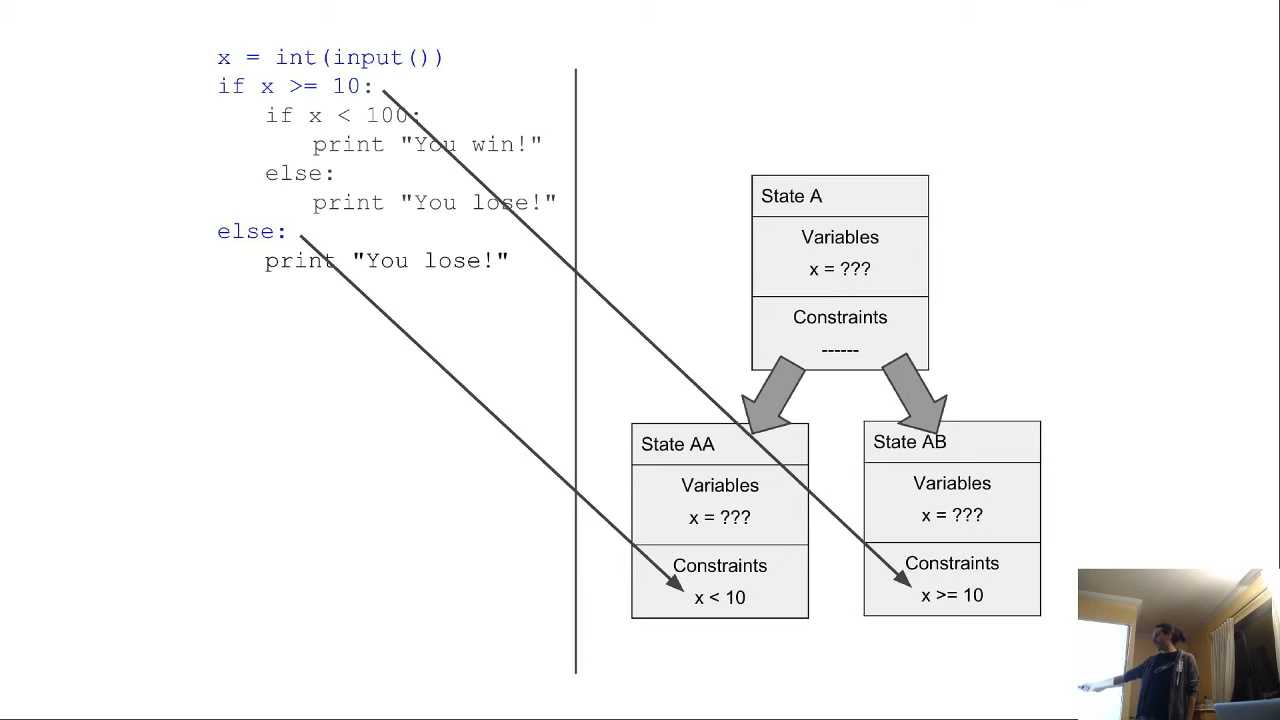 x = int(input())
if x >= 10:
if x < 100:
print "You win!"
else:
print "You lose!"
else:
print "You lose!"
State A
Variables
x = ???
Constraints
------
State AA
Variables
x = ???
Constraints
x < 10
State AB
Variables
x = ???
Constraints
x >= 10